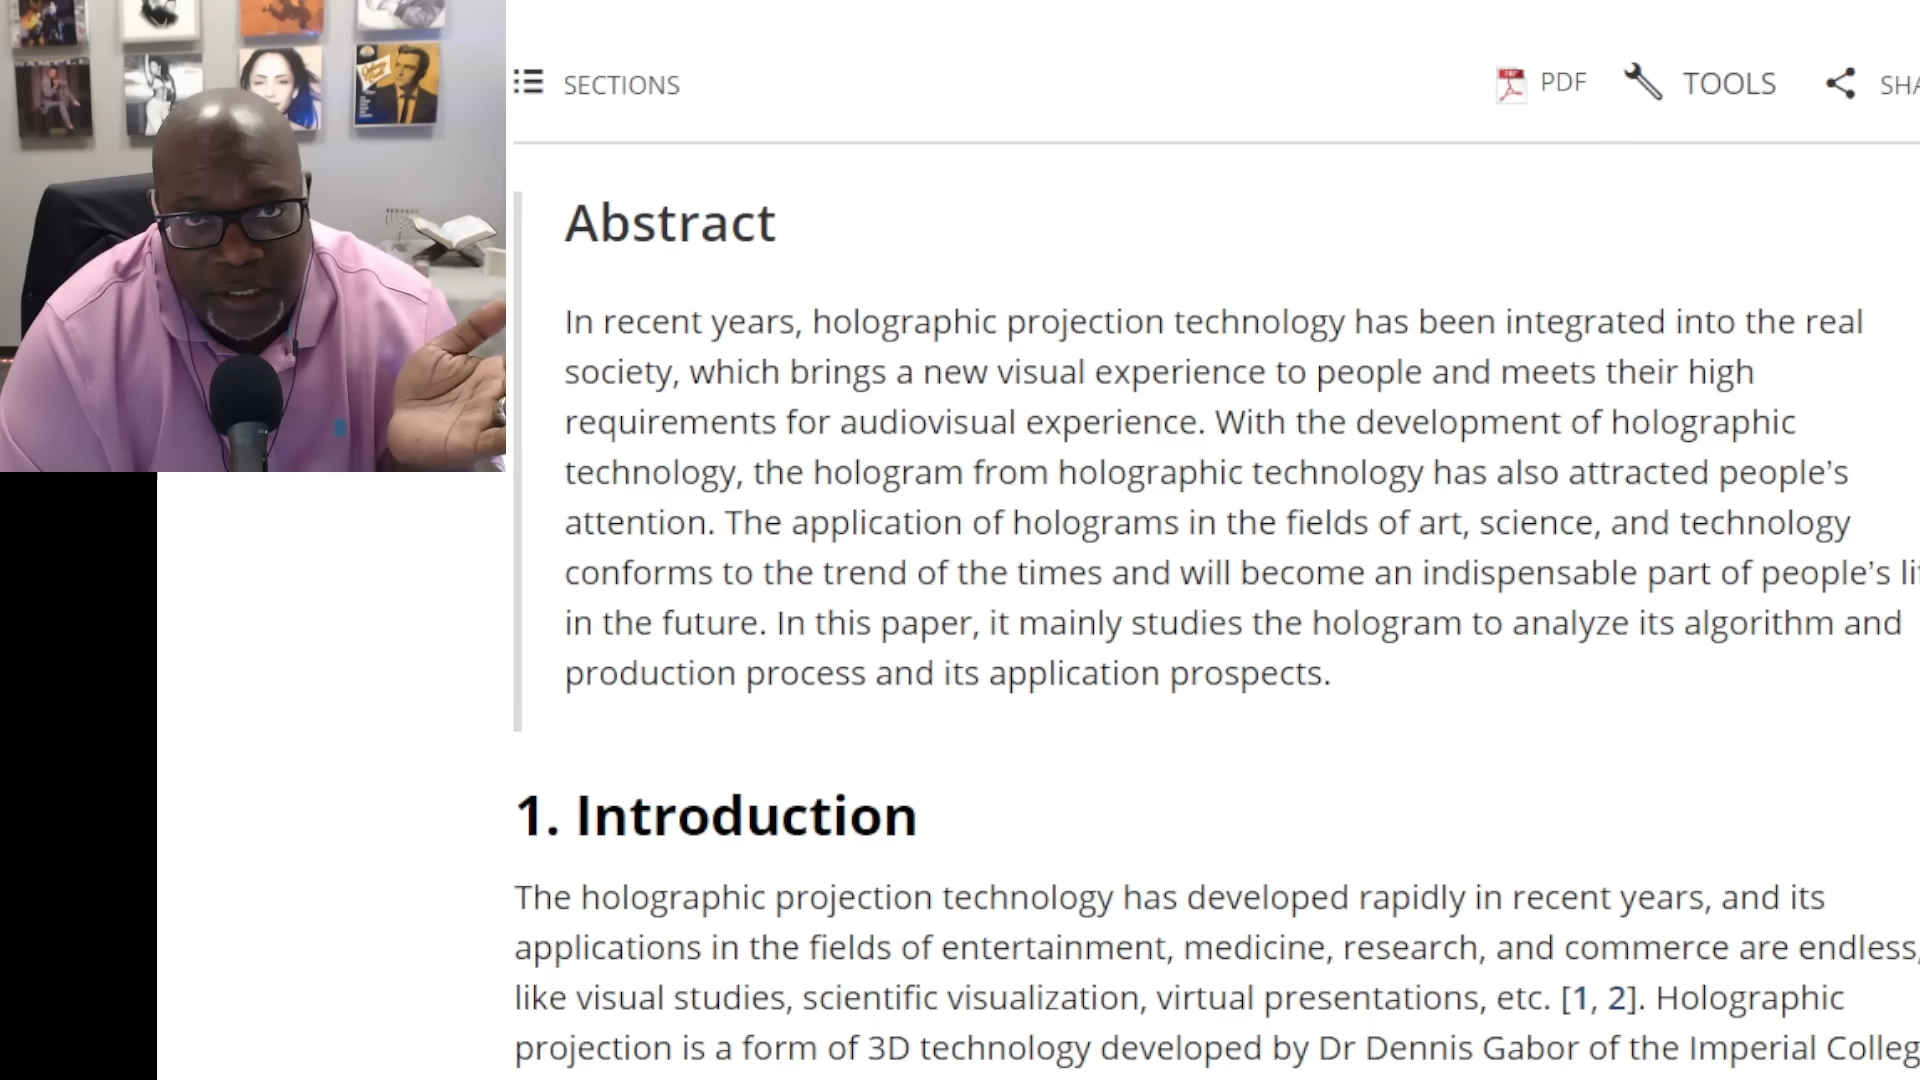 SECTIONS
PDF
TOOLS
SHA
Abstract
In recent years, holographic projection technology has been integrated into the real
society, which brings a new visual experience to people and meets their high
requirements for audiovisual experience. With the development of holographic
technology, the hologram from holographic technology has also attracted people’s
attention. The application of holograms in the fields of art, science, and technology
conforms to the trend of the times and will become an indispensable part of people’s li
in the future. In this paper, it mainly studies the hologram to analyze its algorithm and
production process and its application prospects.
1. Introduction
The holographic projection technology has developed rapidly in recent years, and its
applications in the fields of entertainment, medicine, research, and commerce are endless,
like visual studies, scientific visualization, virtual presentations, etc. [1, 2]. Holographic
projection is a form of 3D technology developed by Dr Dennis Gabor of the Imperial Colleg